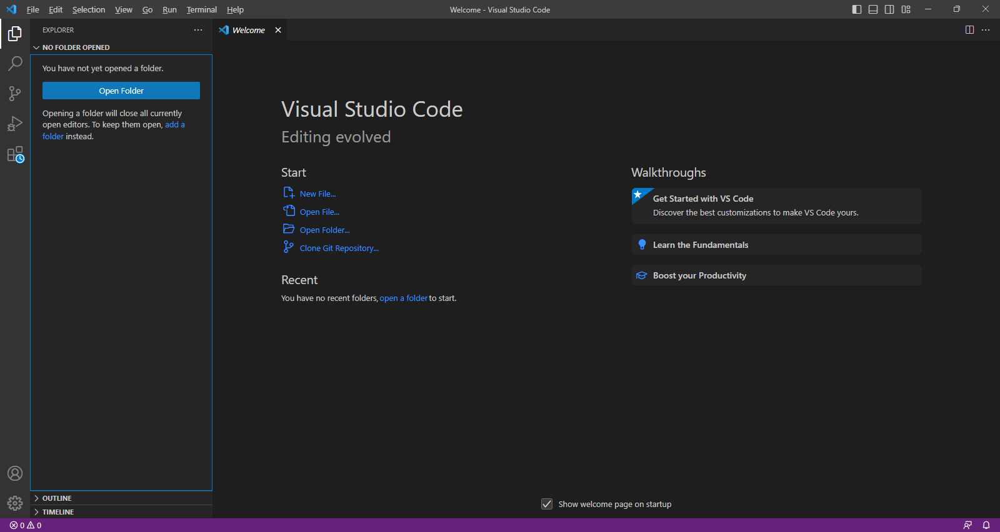 File Edit Selection View Go Run Terminal Help
Welcome - Visual Studio Code
EXPLORER
Welcome
NO FOLDER OPENED
You have not yet opened a folder.
Open Folder
Opening a folder will close all currently
open editors. To keep them open, add a
folder instead.
Visual Studio Code
Editing evolved
Start
New File...
Open File...
Open Folder...
Clone Git Repository...
Recent
You have no recent folders, open a folder to start.
Walkthroughs
Get Started with VS Code
Discover the best customizations to make VS Code yours.
Learn the Fundamentals
Boost your Productivity
OUTLINE
TIMELINE
Show welcome page on startup
0 0